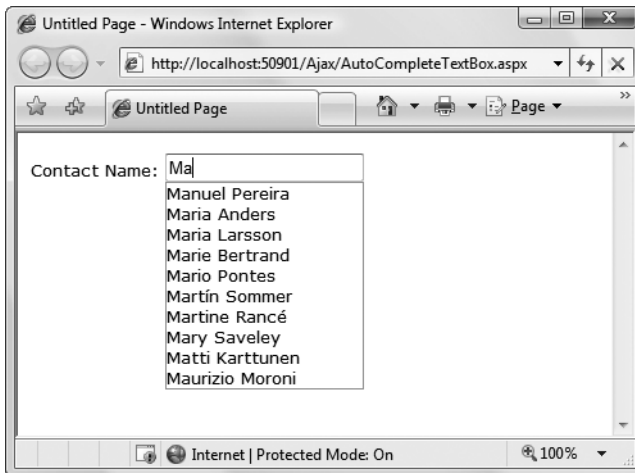 Untitled Page - Windows Internet Explorer
http://localhost:50901/Ajax/AutoCompleteTextBox.aspx
Untitled Page
Page
Contact Name: Ma
Manuel Pereira
Maria Anders
Maria Larsson
Marie Bertrand
Mario Pontes
Martín Sommer
Martine Rancé
Mary Saveley
Matti Karttunen
Maurizio Moroni
Internet | Protected Mode: On
100%